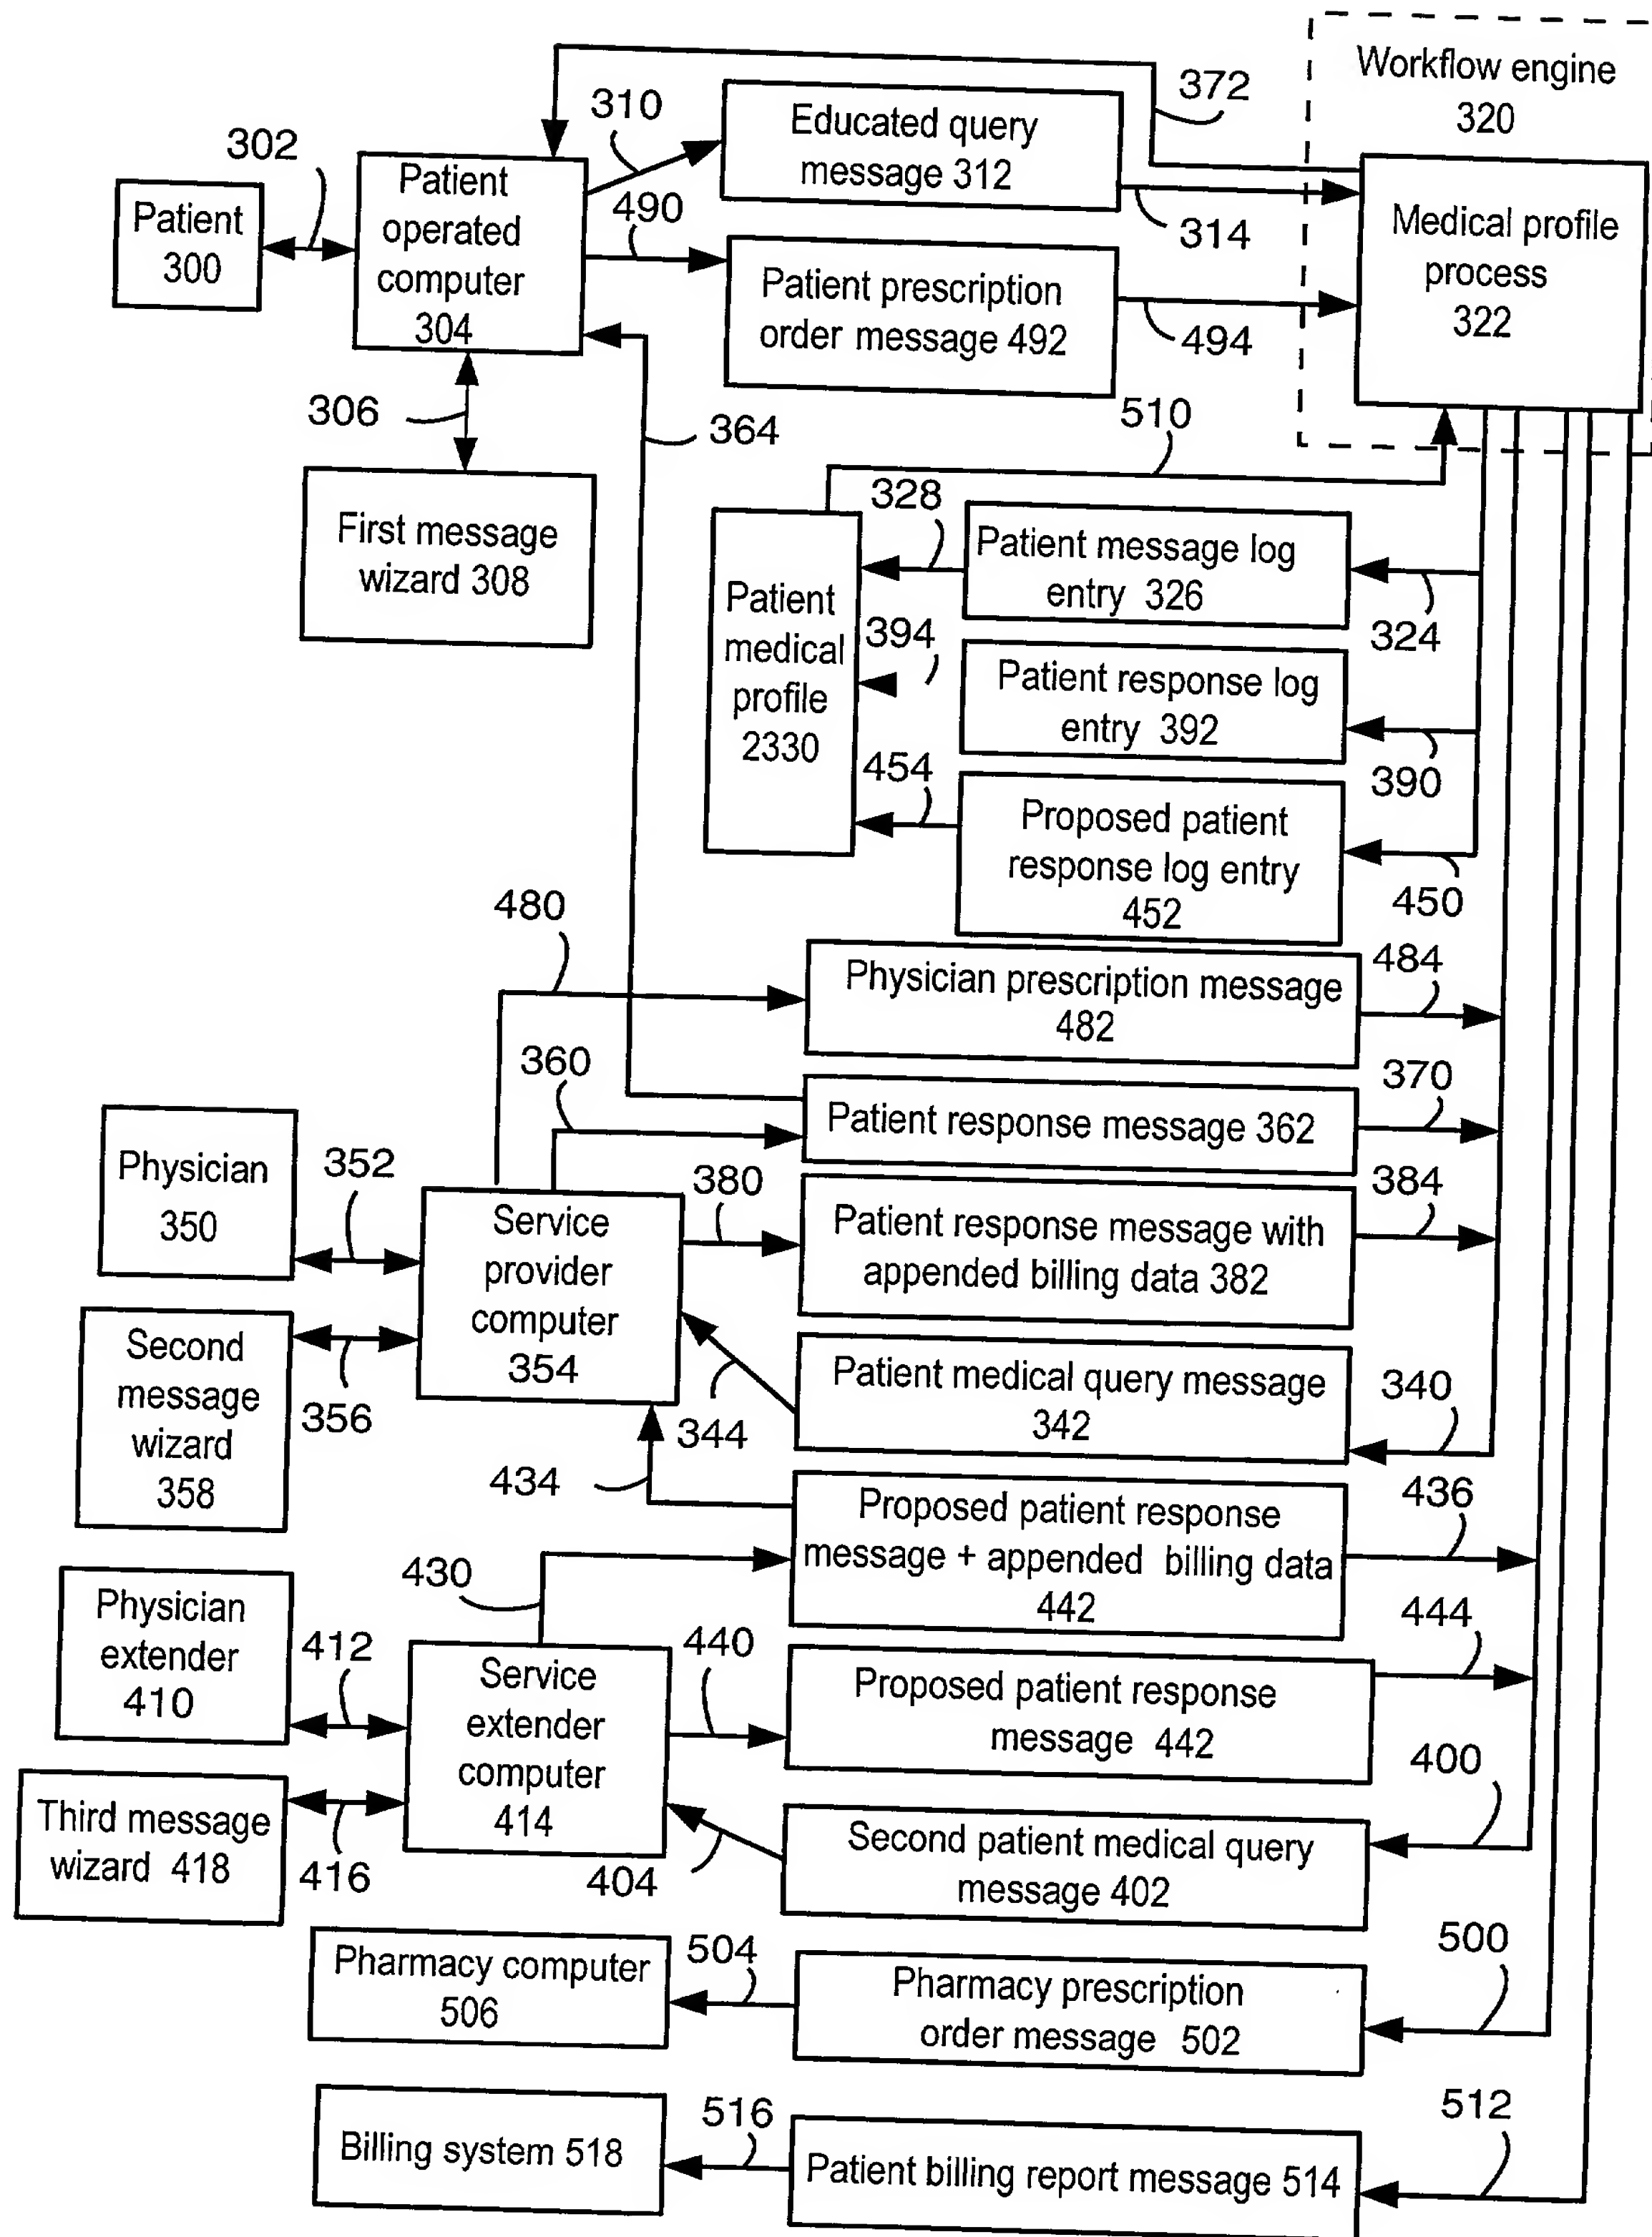 Workflow engine
320
372
310
Educated query
message 312
302
Patient
operated
computer
304
Patient
300
490
314
Medical profile
process
322
Patient prescription
order message 492
494
306
364
510
First message
wizard 308
328
Patient message log
entry 326
324
Patient
medical
profile
2330
394
Patient response log
entry 392
390
454
Proposed patient
response log entry
452
450
480
Physician prescription message
482
484
360
370
Patient response message 362
Physician
350
352
380
384
Service
provider
computer
354
Patient response message with
appended billing data 382
Second
message
wizard
358
356
344
Patient medical query message
342
340
434
436
Proposed patient response
message + appended billing data
442
430
Physician
extender
410
412
440
444
Service
extender
computer
414
Proposed patient response
message 442
400
Third message
wizard 418
416
404
Second patient medical query
message 402
Pharmacy computer
506
504
500
Pharmacy prescription
order message 502
Billing system 518
516
512
Patient billing report message 514